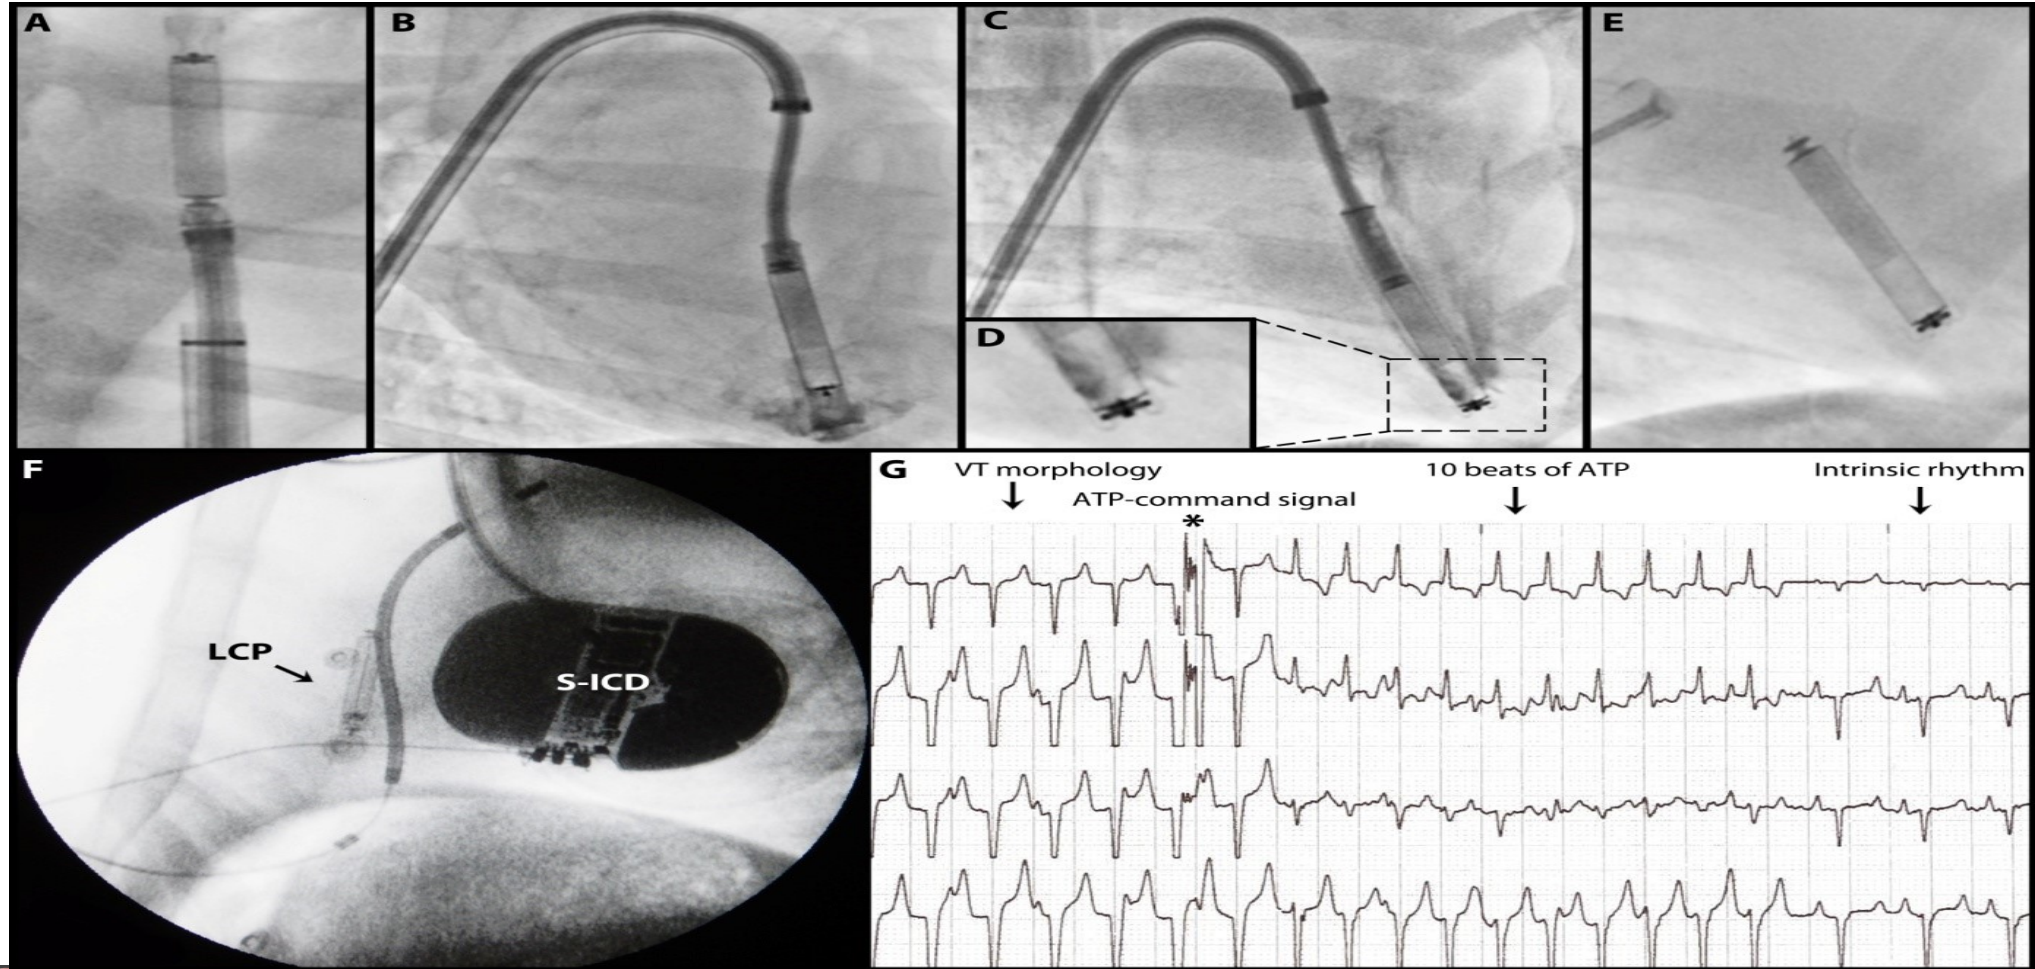 A
B
C
D
E
F
LCP
S-ICD
G
VT morphology
10 beats of ATP
Intrinsic rhythm
ATP-command signal
*